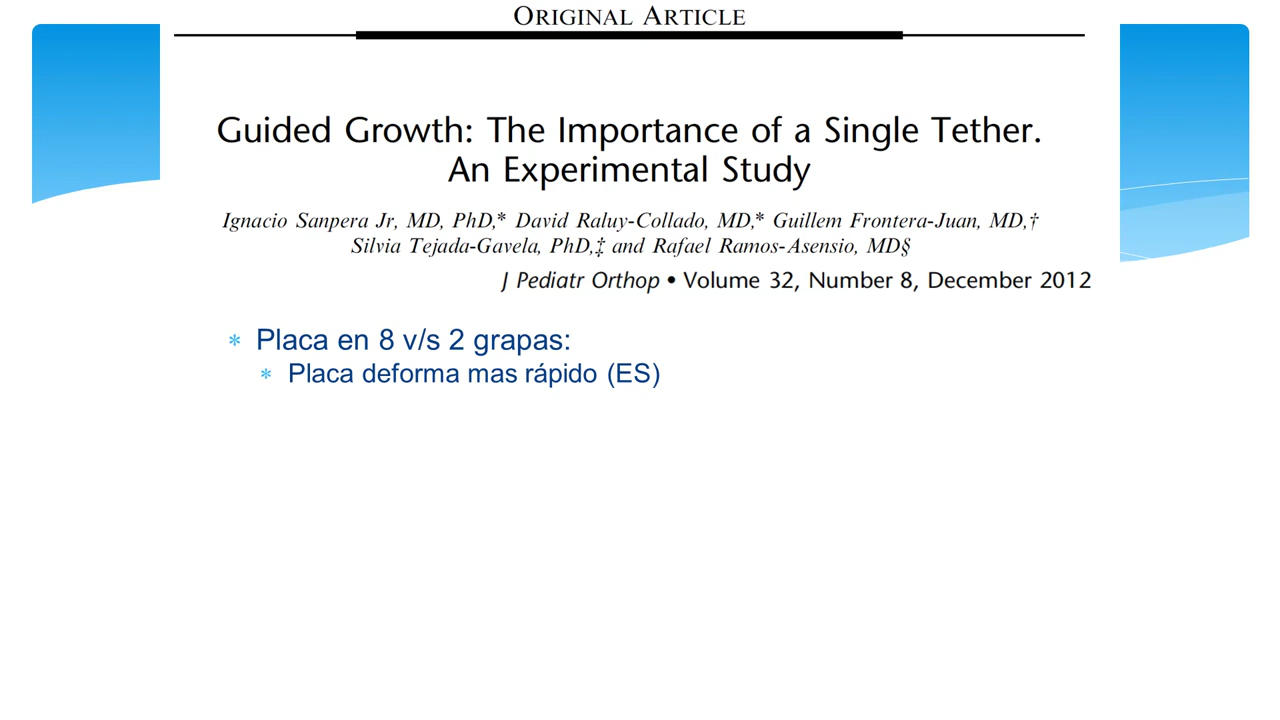 ORIGINAL ARTICLE
Guided Growth: The Importance of a Single Tether.
An Experimental Study
Ignacio Sanpera Jr, MD, PhD,* David Raluy-Collado, MD,* Guillem Frontera-Juan, MD,†
Silvia Tejada-Gavela, PhD,‡ and Rafael Ramos-Asensio, MD§
J Pediatr Orthop • Volume 32, Number 8, December 2012
* Placa en 8 v/s 2 grapas:
* Placa deforma mas rápido (ES)